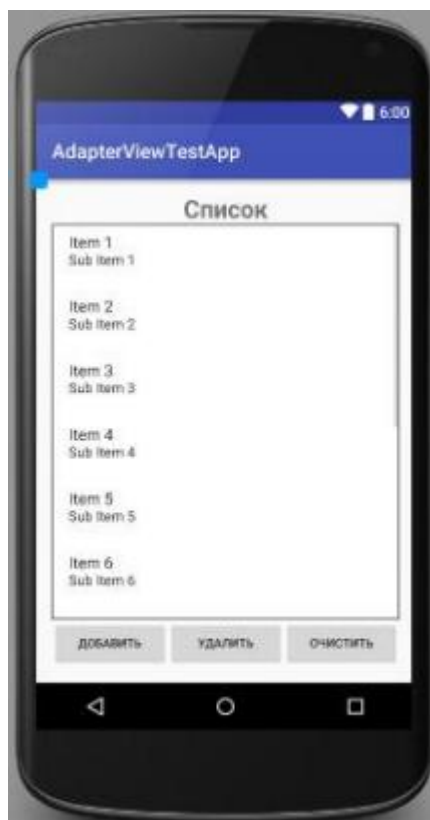 6:00
AdapterViewTestApp
Список
Item 1
Sub Item 1
Item 2
Sub Item 2
Item 3
Sub Item 3
Item 4
Sub Item 4
Item 5
Sub Item 5
Item 6
Sub Item 6
ДОБАВИТЬ УДАЛИТЬ ОЧИСТИТЬ